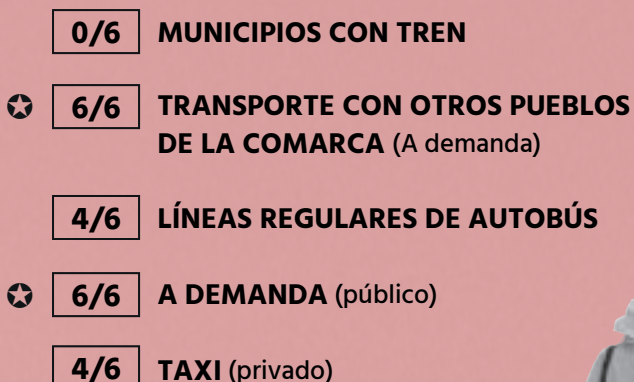 0/6 MUNICIPIOS CON TREN
✪ 6/6 TRANSPORTE CON OTROS PUEBLOS
DE LA COMARCA (A demanda)
4/6 LÍNEAS REGULARES DE AUTOBÚS
✪ 6/6 A DEMANDA (público)
4/6 TAXI (privado)